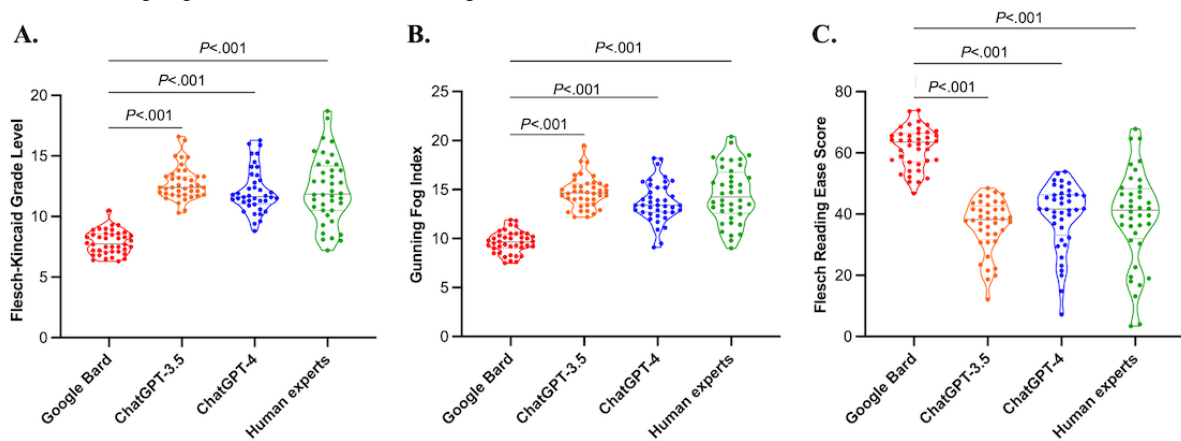 A.
P<.001
P<.001
P<.001
Flesch-Kincaid Grade Level
20
15
10
5
0
Google Bard
ChatGPT-3.5
ChatGPT-4
Human experts
B.
P<.001
P<.001
P<.001
Gunning Fog Index
25
20
15
10
5
0
Google Bard
ChatGPT-3.5
ChatGPT-4
Human experts
C.
P<.001
P<.001
P<.001
Flesch Reading Ease Score
80
60
40
20
0
Google Bard
ChatGPT-3.5
ChatGPT-4
Human experts